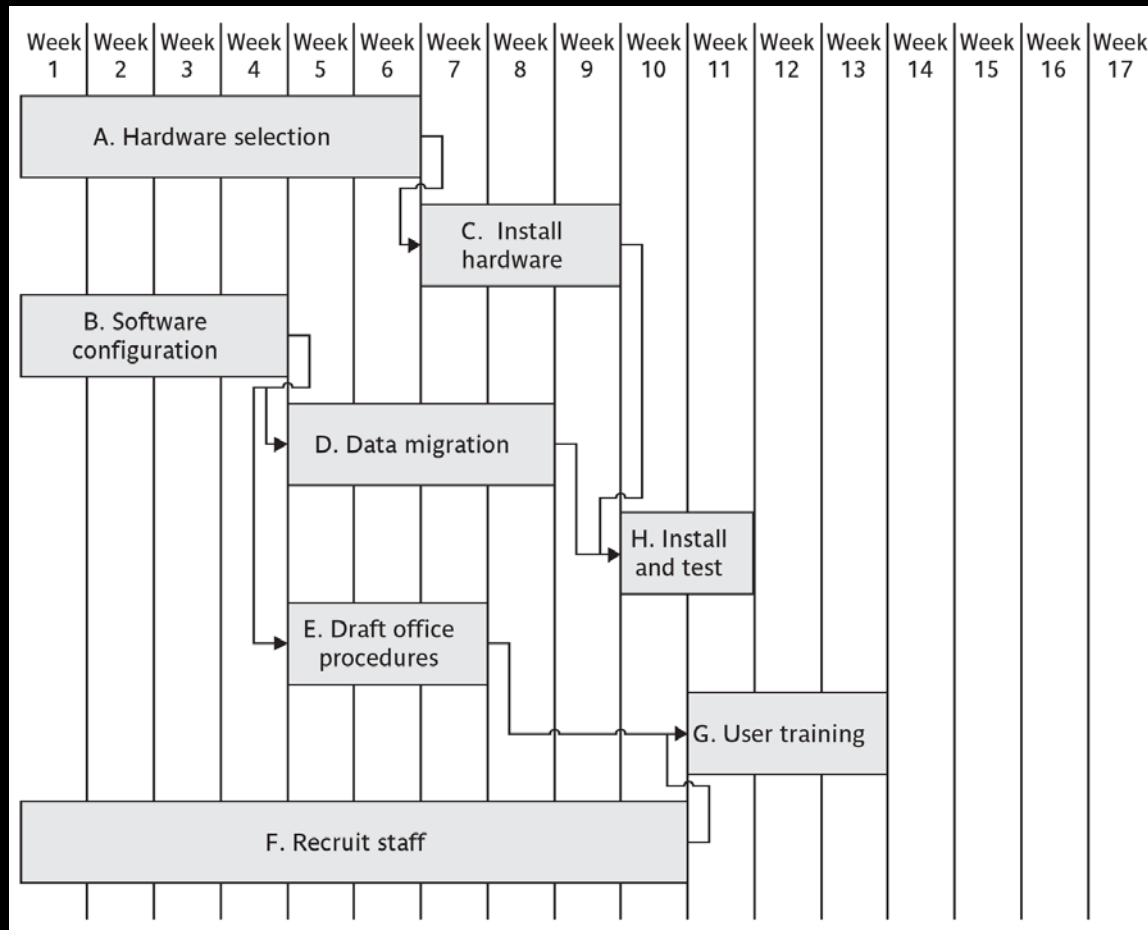 Week Week Week Week Week Week Week Week Week Week Week Week Week Week Week Week Week
1 2 3 4 5 6 7 8 9 10 11 12 13 14 15 16 17
A. Hardware selection
C. Install
hardware
B. Software
configuration
D. Data migration
H. Install
and test
E. Draft office
procedures
G. User training
F. Recruit staff